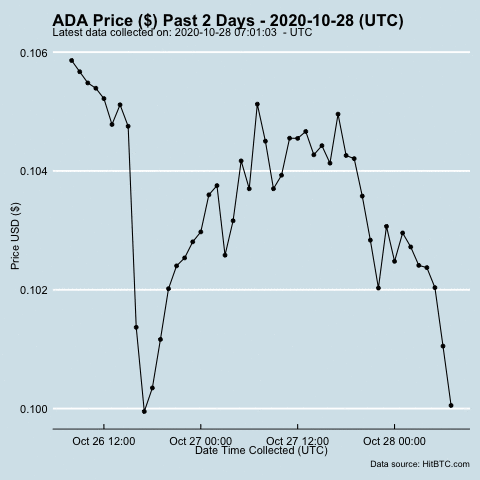 ADA Price ($) Past 2 Days - 2020-10-28 (UTC)
Latest data collected on: 2020-10-28 07:01:03  - UTC
0.106
0.104
0.102
0.100
Price USD ($)
Oct 26 12:00 Oct 27 00:00 Oct 27 12:00 Oct 28 00:00
Date Time Collected (UTC)
Data source: HitBTC.com